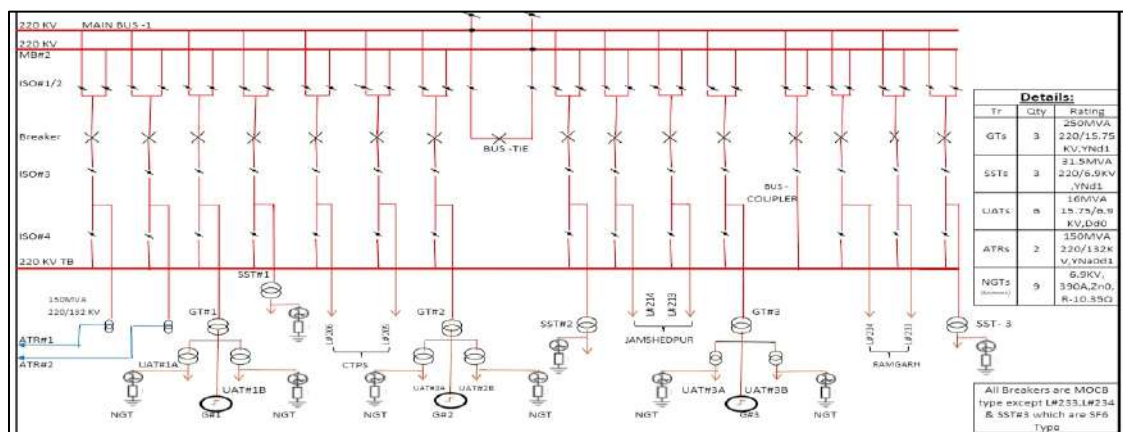 220 KV MAIN BUS -1
220 KV
MB#2
ISO#1/2
Breaker
BUS -TIE
ISO#3
BUS-
COUPLER
ISO#4
220 KV TB
SST#1
150MVA
220/132 KV
GT#1
GT#2
SST#2
GT#3
SST- 3
L#206
L#205
L#214
L#213
L#234
L#233
CTPS
JAMSHEDPUR
RAMGARH
ATR#1
ATR#2
UAT#1A
UAT#1B
UAT#2A
UAT#2B
UAT#3A
UAT#3B
NGT
G#1
NGT
NGT
G#2
NGT
NGT
G#3
NGT
Details:
Tr Qty Rating
GTs 3 250MVA
220/15.75
KV,YNd1
SSTs 3 31.5MVA
220/6.9KV
,YNd1
UATs 6 16MVA
15.75/6.9
KV,Dd0
ATRs 2 150MVA
220/132K
V,YNa0d1
NGTs 9 6.9KV,
390A,Zn0,
R-10.35Ω
All Breakers are MOCB
type except L#233,L#234
& SST#3 which are SF6
Type